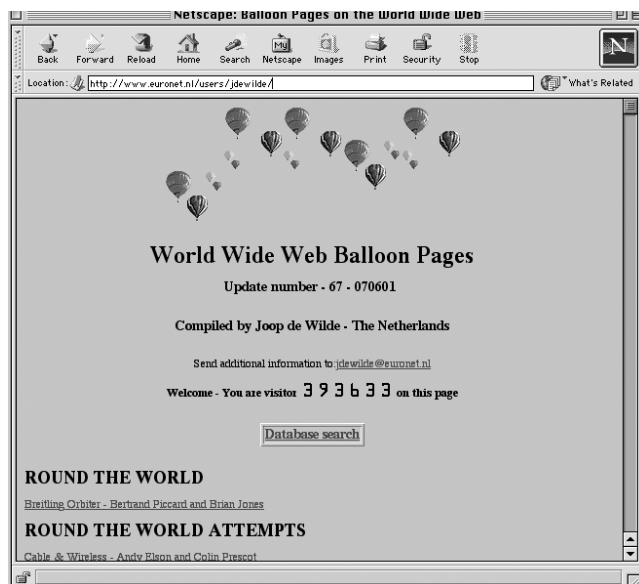 Netscape: Balloon Pages on the World Wide Web
Back Forward Reload Home Search Netscape Images Print Security Stop
My
N
Location: http://www.euronet.nl/users/jdewilde/ What's Related
World Wide Web Balloon Pages
Update number - 67 - 070601
Compiled by Joop de Wilde - The Netherlands
Send additional information to:jdewilde@euronet.nl
Welcome - You are visitor 393633 on this page
Database search
ROUND THE WORLD
Breitling Orbiter - Bertrand Piccard and Brian Jones
ROUND THE WORLD ATTEMPTS
Cable & Wireless - Andy Elson and Colin Prescot